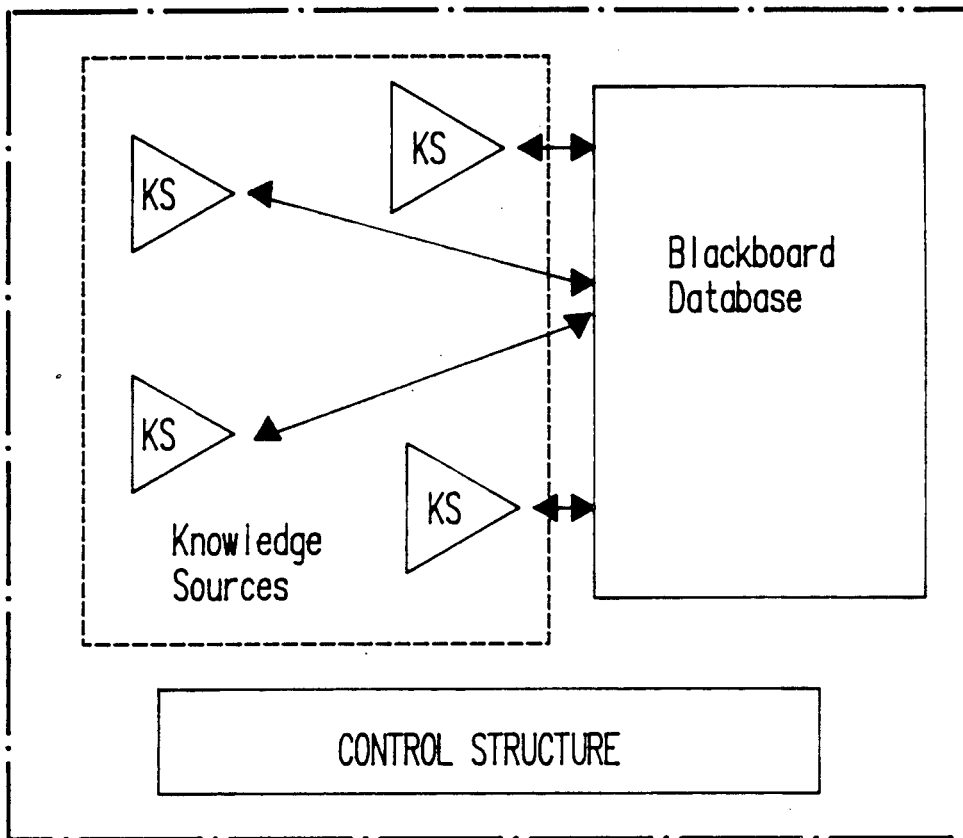 KS
KS
Blackboard
Database
KS
KS
Knowledge
Sources
CONTROL STRUCTURE